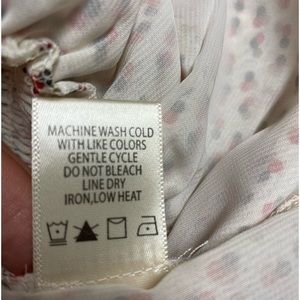 MACHINE WASH COLD
WITH LIKE COLORS
GENTLE CYCLE
DO NOT BLEACH
LINE DRY
IRON,LOW HEAT